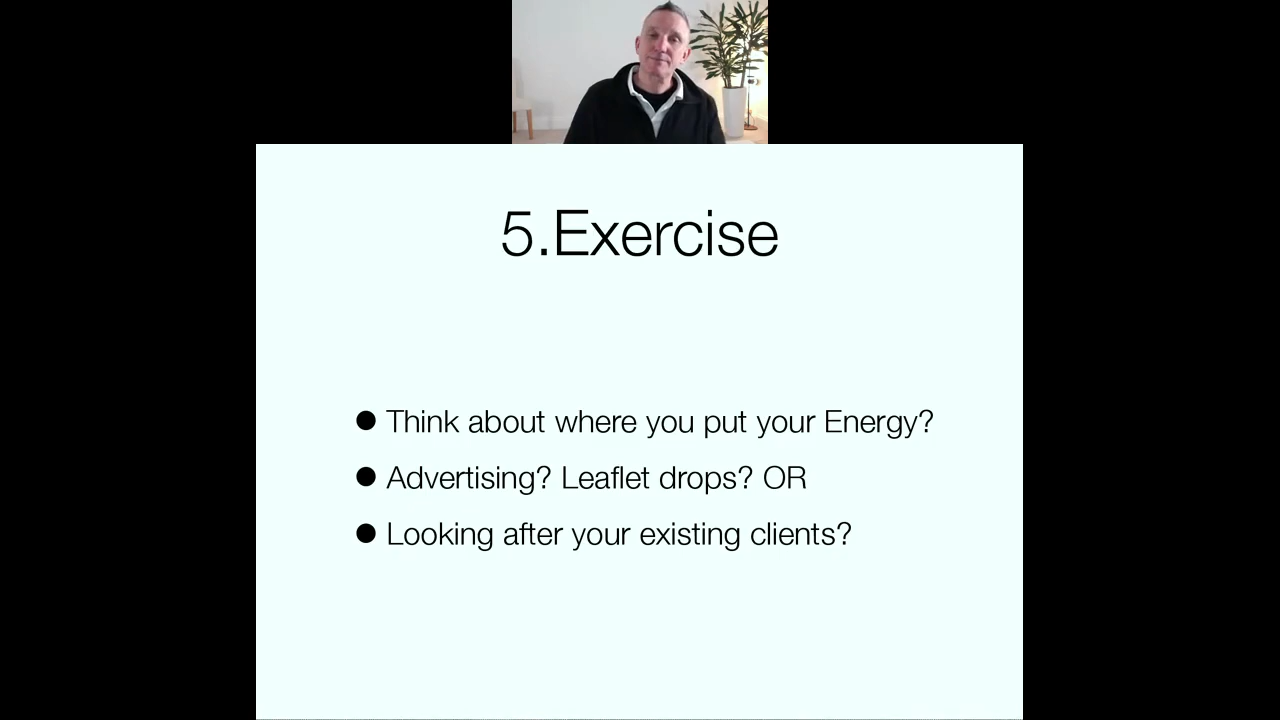 5.Exercise
● Think about where you put your Energy?
● Advertising? Leaflet drops? OR
● Looking after your existing clients?